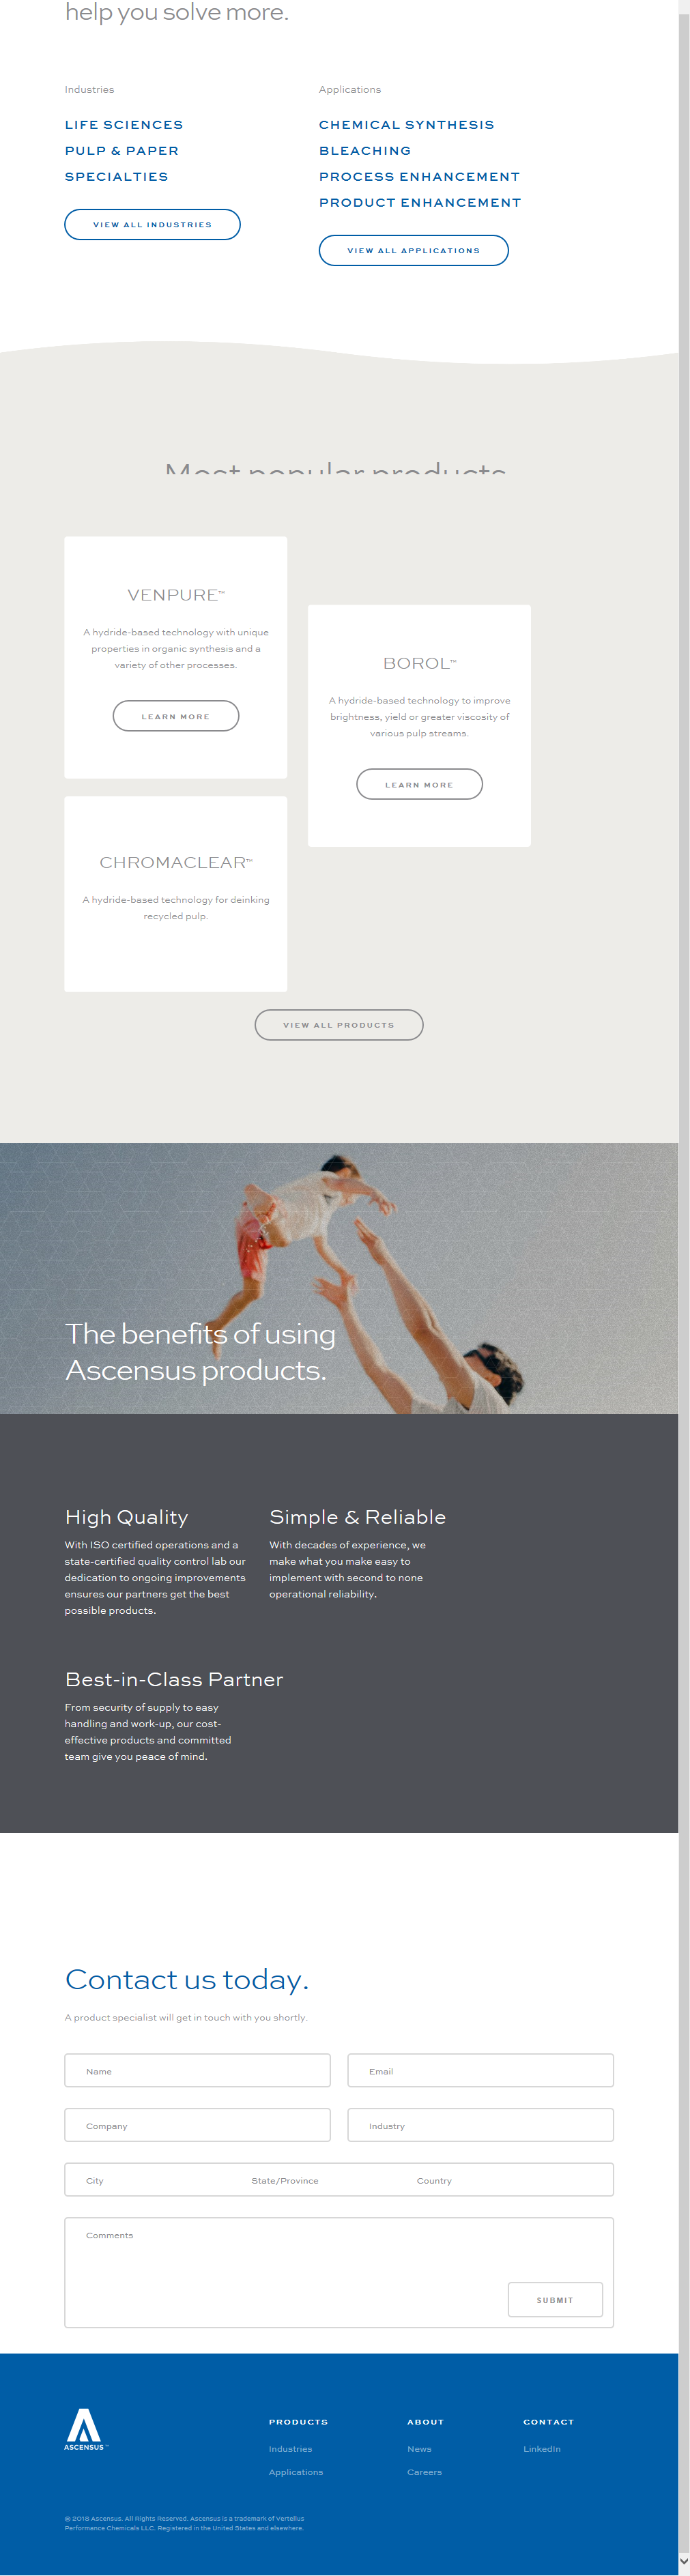 help you solve more.
Industries
LIFE SCIENCES
PULP & PAPER
SPECIALTIES
VIEW ALL INDUSTRIES
Applications
CHEMICAL SYNTHESIS
BLEACHING
PROCESS ENHANCEMENT
PRODUCT ENHANCEMENT
VIEW ALL APPLICATIONS
Most popular products
VENPURE™
A hydride-based technology with unique
properties in organic synthesis and a
variety of other processes.
LEARN MORE
BOROL™
A hydride-based technology to improve
brightness, yield or greater viscosity of
various pulp streams.
LEARN MORE
CHROMACLEAR™
A hydride-based technology for deinking
recycled pulp.
VIEW ALL PRODUCTS
The benefits of using
Ascensus products.
High Quality
With ISO certified operations and a
state-certified quality control lab our
dedication to ongoing improvements
ensures our partners get the best
possible products.
Simple & Reliable
With decades of experience, we
make what you make easy to
implement with second to none
operational reliability.
Best-in-Class Partner
From security of supply to easy
handling and work-up, our cost-
effective products and committed
team give you peace of mind.
Contact us today.
A product specialist will get in touch with you shortly.
Name
Email
Company
Industry
City
State/Province
Country
Comments
SUBMIT
ASCENSUS™
PRODUCTS
Industries
Applications
ABOUT
News
Careers
CONTACT
LinkedIn
© 2018 Ascensus. All Rights Reserved. Ascensus is a trademark of Vertellus
Performance Chemicals LLC. Registered in the United States and elsewhere.